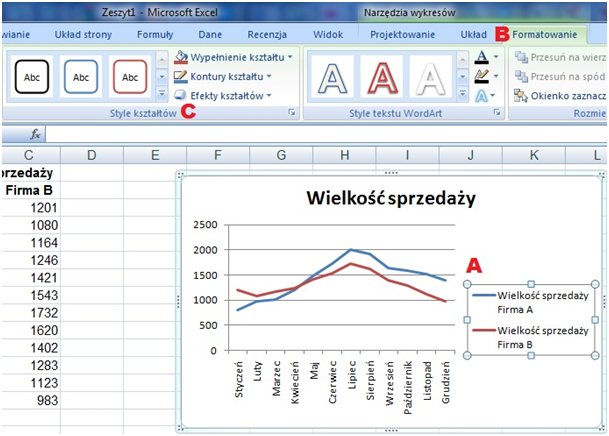 Zeszyt1 - Microsoft Excel Narzędzia wykresów
wianie Układ strony Formuły Dane Recenzja Widok Projektowanie Układ B Formatowanie
Abc Abc Abc Wypełnienie kształtu A Przesuń na wierz
Kontury kształtu Przesuń na spód
Efekty kształtów A Okienko zaznacz
Style kształtów C Style tekstu WordArt Rozmie
fx
C D E F G H I J K L
przedaży
Firma B
1201
1080
1164
1246
1421
1543
1732
1620
1402
1283
1123
983
Wielkość sprzedaży
2500
2000
1500
1000
500
0
Styczeń
Luty
Marzec
Kwiecień
Maj
Czerwiec
Lipiec
Sierpień
Wrzesień
Październik
Listopad
Grudzień
A
Wielkość sprzedaży
Firma A
Wielkość sprzedaży
Firma B